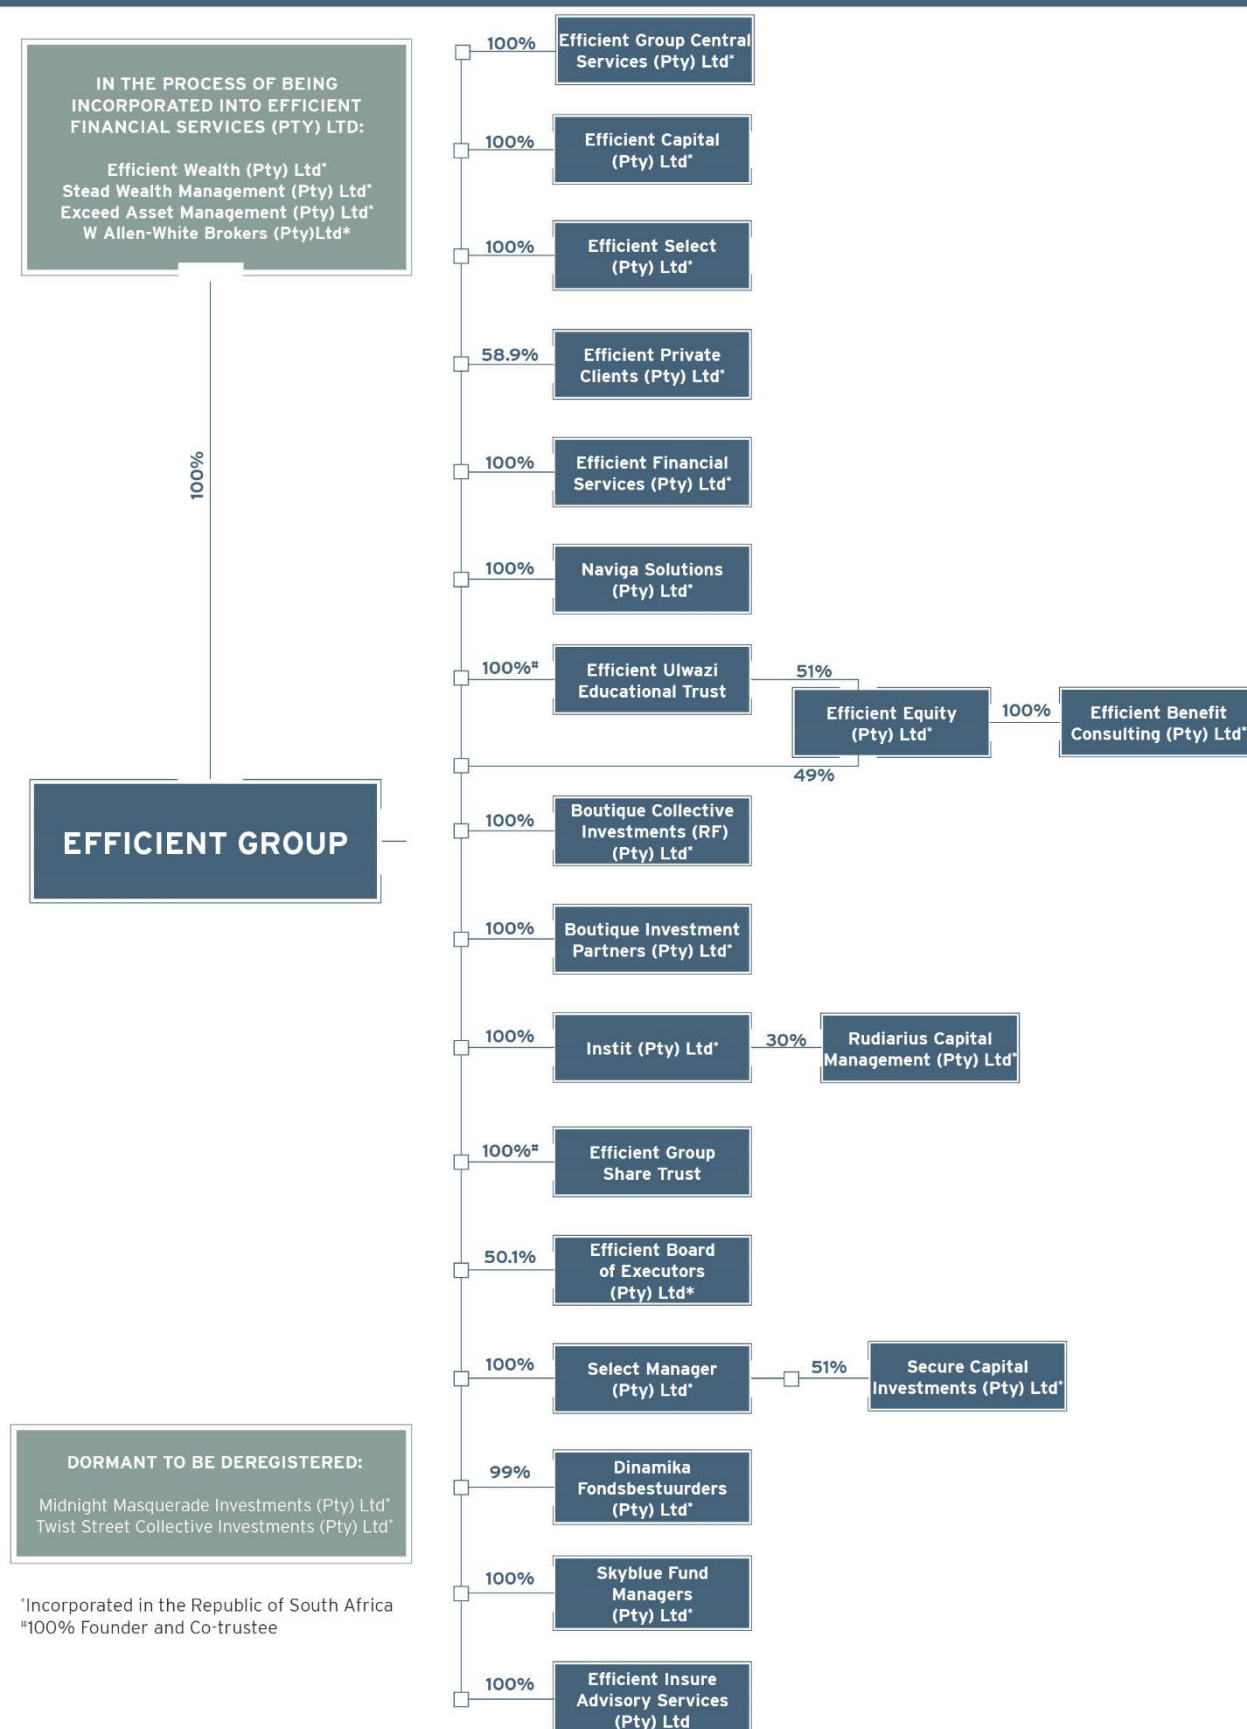 IN THE PROCESS OF BEING
INCORPORATED INTO EFFICIENT
FINANCIAL SERVICES (PTY) LTD:
Efficient Wealth (Pty) Ltd*
Stead Wealth Management (Pty) Ltd*
Exceed Asset Management (Pty) Ltd*
W Allen-White Brokers (Pty)Ltd*
100%
EFFICIENT GROUP
100%
Efficient Group Central
Services (Pty) Ltd*
100%
Efficient Capital
(Pty) Ltd*
100%
Efficient Select
(Pty) Ltd*
58.9%
Efficient Private
Clients (Pty) Ltd*
100%
Efficient Financial
Services (Pty) Ltd*
100%
Naviga Solutions
(Pty) Ltd*
100%#
Efficient Ulwazi
Educational Trust
51%
Efficient Equity
(Pty) Ltd*
100%
Efficient Benefit
Consulting (Pty) Ltd*
49%
100%
Boutique Collective
Investments (RF)
(Pty) Ltd*
100%
Boutique Investment
Partners (Pty) Ltd*
100%
Instit (Pty) Ltd*
30%
Rudiarius Capital
Management (Pty) Ltd*
100%#
Efficient Group
Share Trust
50.1%
Efficient Board
of Executors
(Pty) Ltd*
100%
Select Manager
(Pty) Ltd*
51%
Secure Capital
Investments (Pty) Ltd*
99%
Dinamika
Fondsbestuurders
(Pty) Ltd*
100%
Skyblue Fund
Managers
(Pty) Ltd*
100%
Efficient Insure
Advisory Services
(Pty) Ltd
DORMANT TO BE DEREGISTERED:
Midnight Masquerade Investments (Pty) Ltd*
Twist Street Collective Investments (Pty) Ltd*
*Incorporated in the Republic of South Africa
#100% Founder and Co-trustee